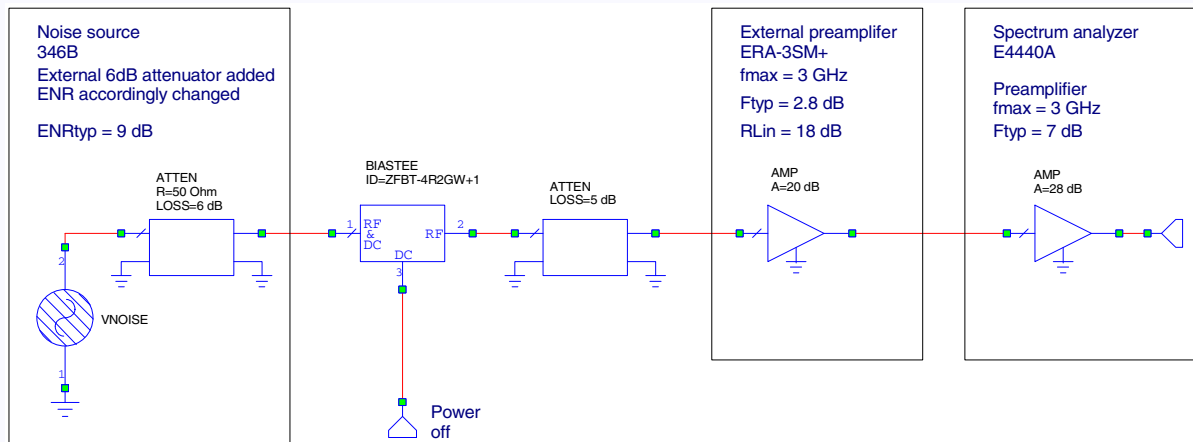 Noise source
346B
External 6dB attenuator added
ENR accordingly changed
ENRtyp = 9 dB
ATTEN
R=50 Ohm
LOSS=6 dB
2
VNOISE
1
BIASTEE
ID=ZFBT-4R2GW+1
1
RF
&
DC
RF
2
DC
3
Power
off
ATTEN
LOSS=5 dB
External preamplifer
ERA-3SM+
fmax = 3 GHz
Ftyp = 2.8 dB
RLin = 18 dB
AMP
A=20 dB
Spectrum analyzer
E4440A
Preamplifier
fmax = 3 GHz
Ftyp = 7 dB
AMP
A=28 dB